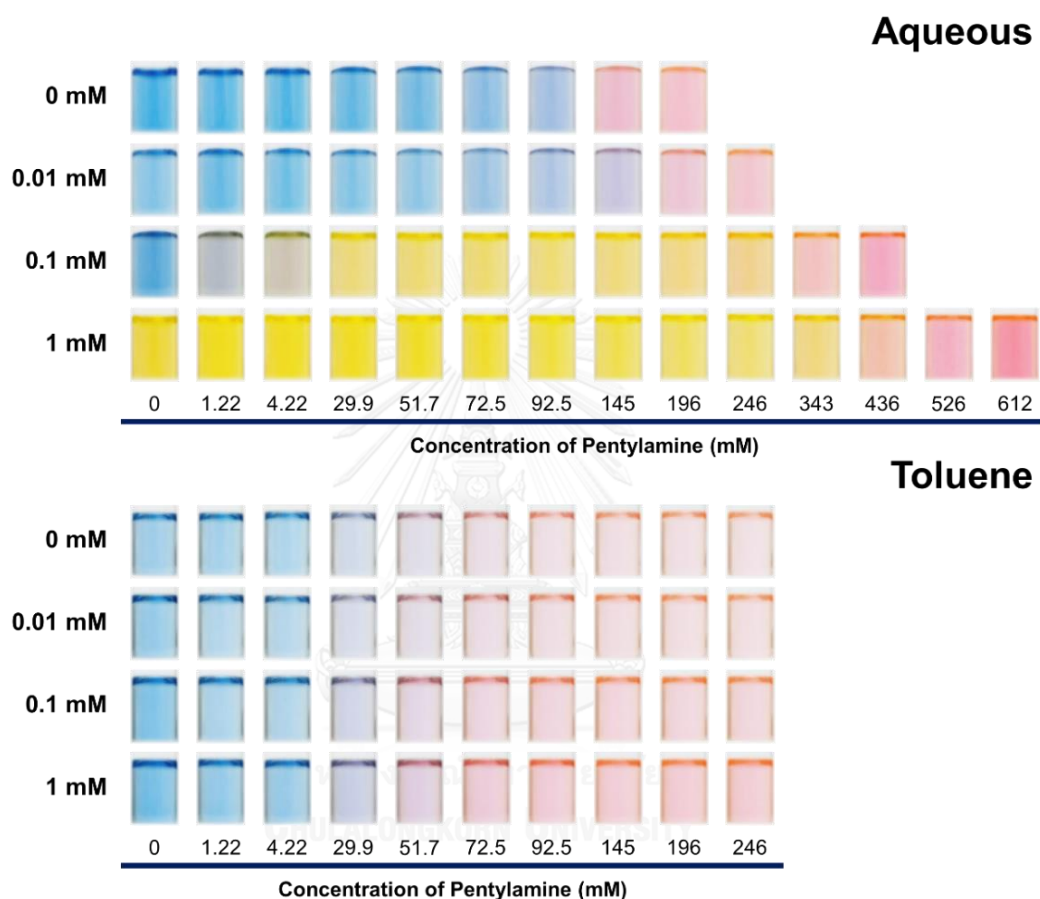 Aqueous
0 mM
0.01 mM
0.1 mM
1 mM
0 1.22 4.22 29.9 51.7 72.5 92.5 145 196 246 343 436 526 612
Concentration of Pentylamine (mM)
Toluene
0 mM
0.01 mM
0.1 mM
1 mM
CHULALONGKORN UNIVERSITY
0 1.22 4.22 29.9 51.7 72.5 92.5 145 196 246
Concentration of Pentylamine (mM)